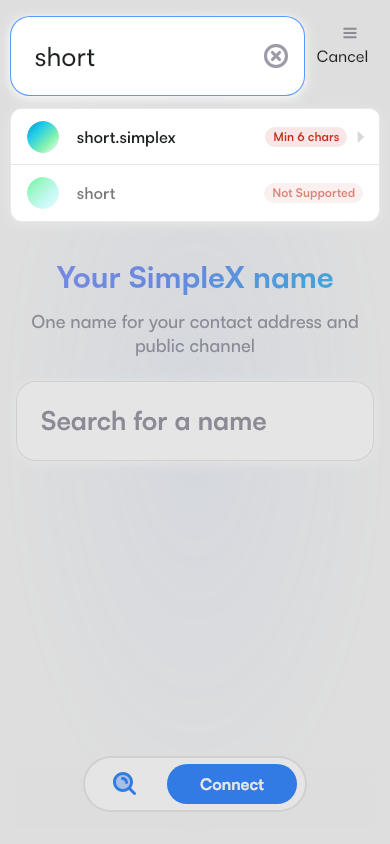 short
Cancel
short.simplex
Min 6 chars
short
Not Supported
Your SimpleX name
One name for your contact address and
public channel
Search for a name
Connect